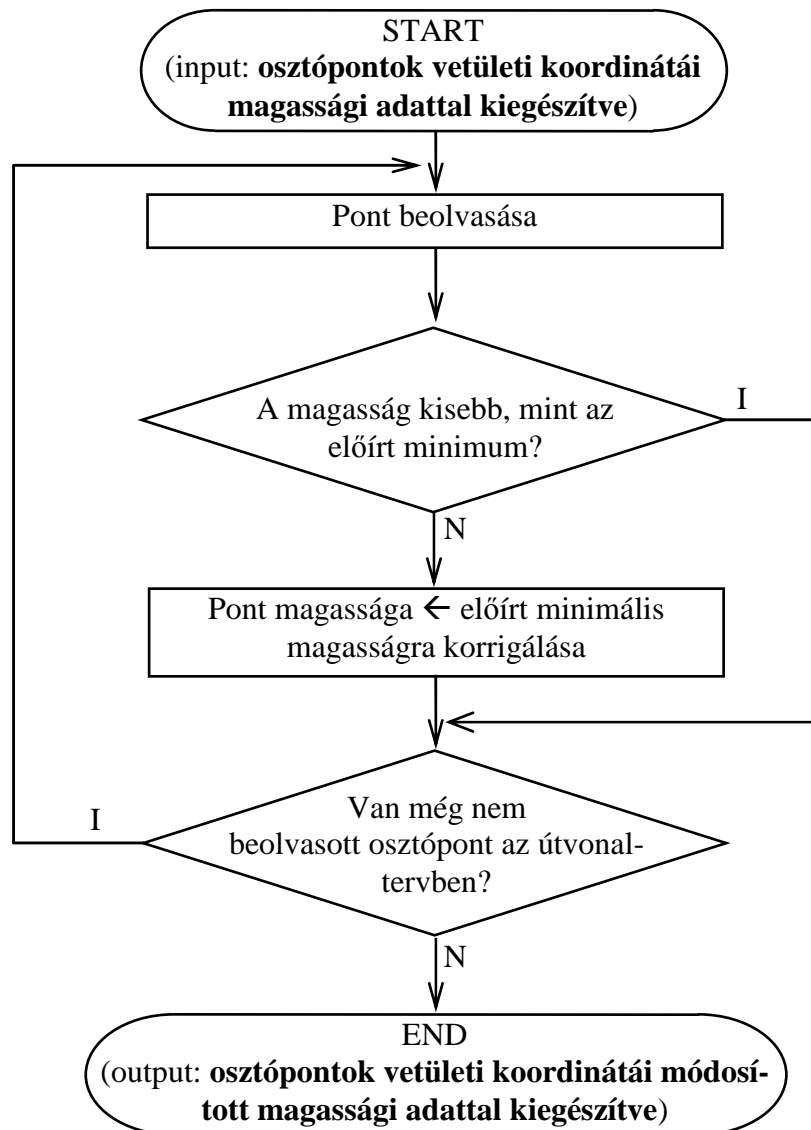 START
(input: osztópontok vetületi koordinátái
magassági adattal kiegészítve)
Pont beolvasása
A magasság kisebb, mint az
előírt minimum?
I
N
Pont magassága ← előírt minimális
magasságra korrigálása
Van még nem
beolvasott osztópont az útvonal-
tervben?
I
N
END
(output: osztópontok vetületi koordinátái módosí-
tott magassági adattal kiegészítve)